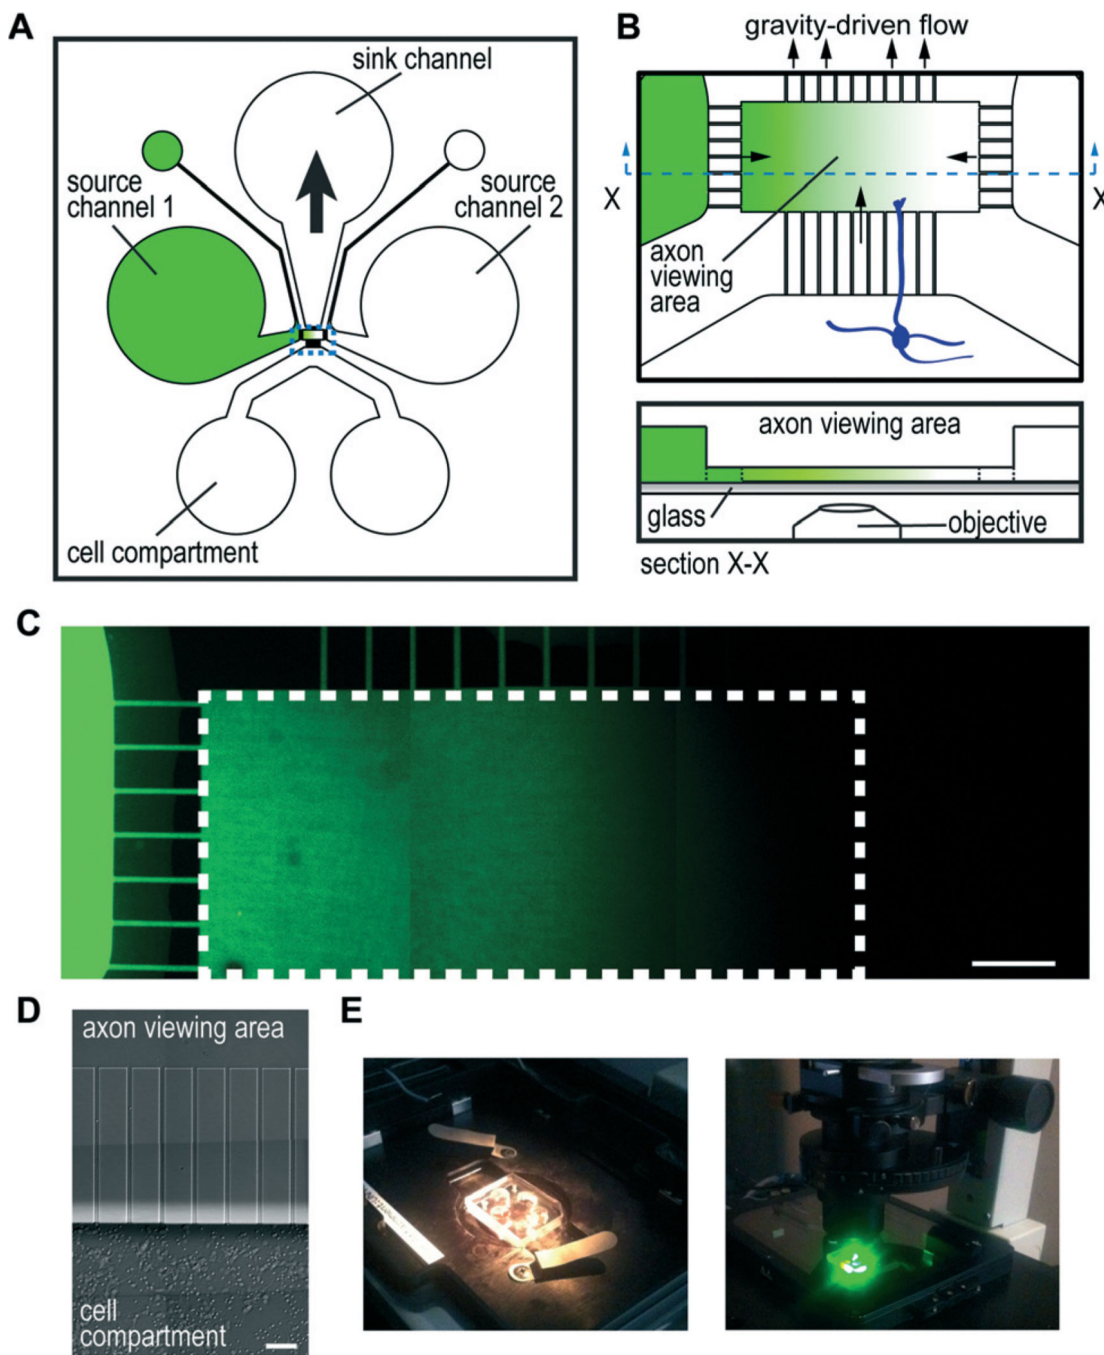 A
sink channel
source
channel 1
source
channel 2
cell compartment
B
gravity-driven flow
X
X
axon
viewing
area
axon viewing area
glass
objective
section X-X
C
D
axon viewing area
cell
compartment
E